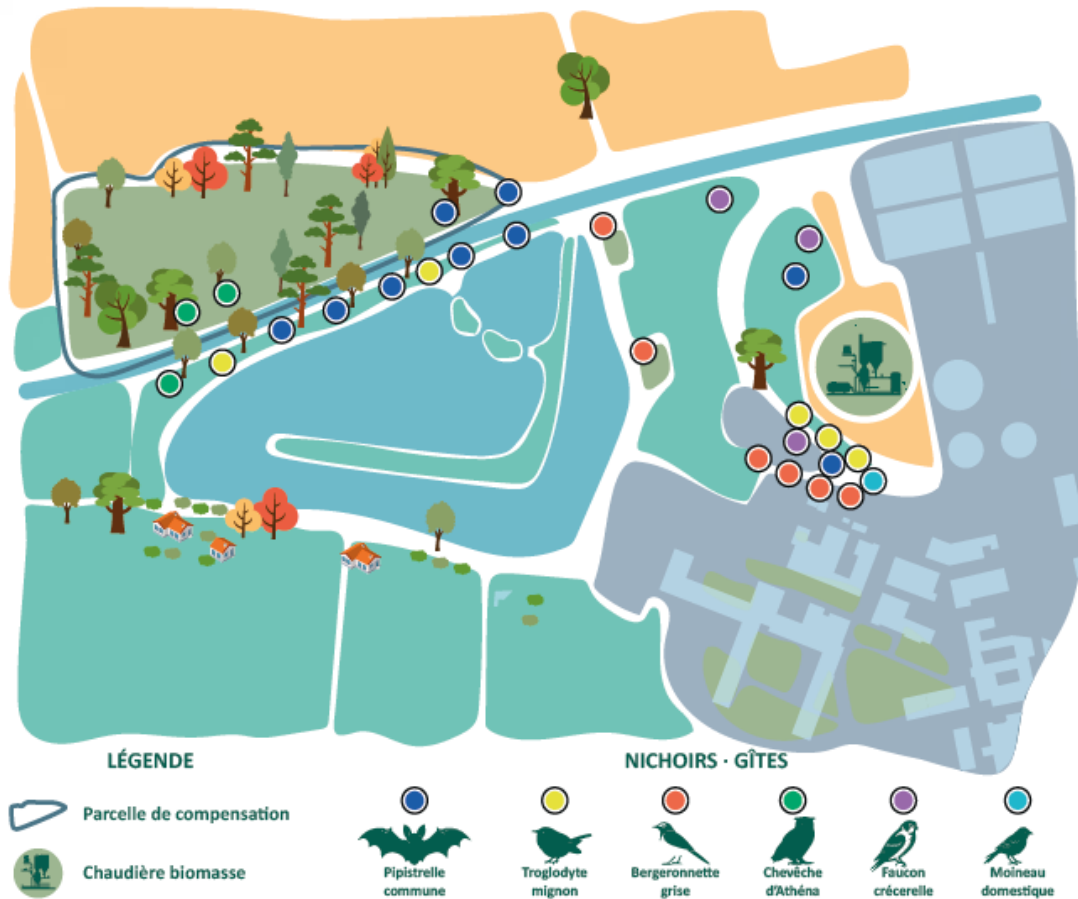 LÉGENDE
NICHOIRS · GÎTES
Parcelle de compensation
Chaudière biomasse
Pipistrelle
commune
Troglodyte
mignon
Bergeronnette
grise
Chevêche
d'Athéna
Faucon
crécerelle
Moineau
domestique